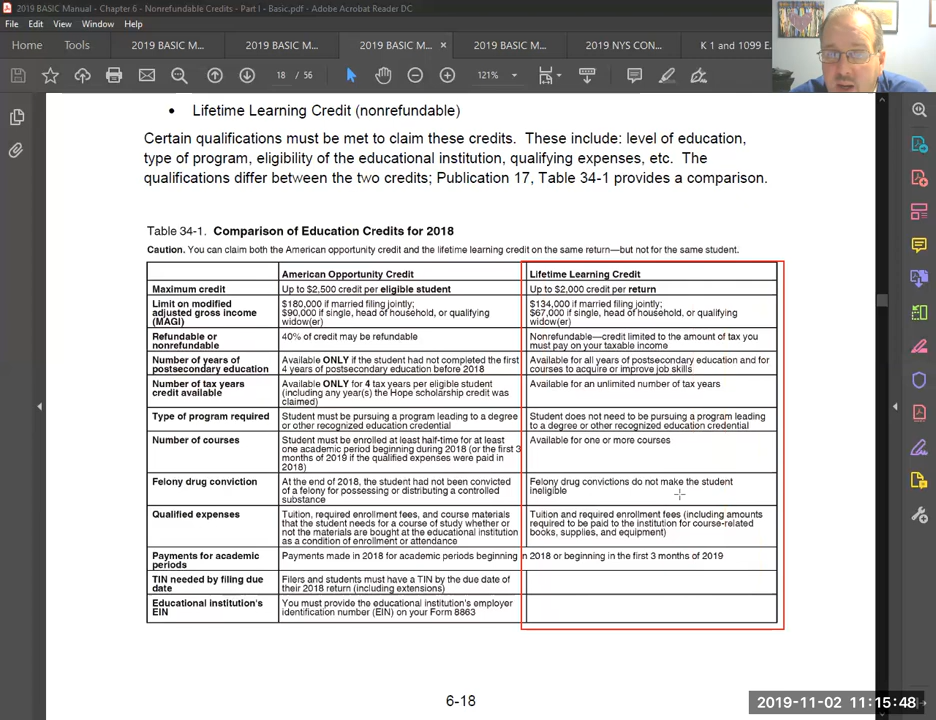 2019 BASIC Manual - Chapter 6 - Nonrefundable Credits - Part I - Basic.pdf - Adobe Acrobat Reader DC
File Edit View Window Help
Home Tools 2019 BASIC M... 2019 BASIC M... 2019 BASIC M... × 2019 BASIC M... 2019 NYS CON... K 1 and 1099 E.
18 / 56 121%
• Lifetime Learning Credit (nonrefundable)
Certain qualifications must be met to claim these credits. These include: level of education,
type of program, eligibility of the educational institution, qualifying expenses, etc. The
qualifications differ between the two credits; Publication 17, Table 34-1 provides a comparison.
Table 34-1. Comparison of Education Credits for 2018
Caution. You can claim both the American opportunity credit and the lifetime learning credit on the same return—but not for the same student.
American Opportunity Credit Lifetime Learning Credit
Maximum credit Up to $2,500 credit per eligible student Up to $2,000 credit per return
Limit on modified $180,000 if married filing jointly; $134,000 if married filing jointly;
adjusted gross income $90,000 if single, head of household, or qualifying $67,000 if single, head of household, or qualifying
(MAGI) widow(er) widow(er)
Refundable or 40% of credit may be refundable Nonrefundable—credit limited to the amount of tax you
nonrefundable must pay on your taxable income
Number of years of Available ONLY if the student had not completed the first Available for all years of postsecondary education and for
postsecondary education 4 years of postsecondary education before 2018 courses to acquire or improve job skills
Number of tax years Available ONLY for 4 tax years per eligible student Available for an unlimited number of tax years
credit available (including any year(s) the Hope scholarship credit was
claimed)
Type of program required Student must be pursuing a program leading to a degree Student does not need to be pursuing a program leading
or other recognized education credential to a degree or other recognized education credential
Number of courses Student must be enrolled at least half-time for at least Available for one or more courses
one academic period beginning during 2018 (or the first 3
months of 2019 if the qualified expenses were paid in
2018)
Felony drug conviction At the end of 2018, the student had not been convicted Felony drug convictions do not make the student
of a felony for possessing or distributing a controlled ineligible
substance
Qualified expenses Tuition, required enrollment fees, and course materials Tuition and required enrollment fees (including amounts
that the student needs for a course of study whether or required to be paid to the institution for course-related
not the materials are bought at the educational institution books, supplies, and equipment)
as a condition of enrollment or attendance
Payments for academic Payments made in 2018 for academic periods beginning in 2018 or beginning in the first 3 months of 2019
periods
TIN needed by filing due Filers and students must have a TIN by the due date of
date their 2018 return (including extensions)
Educational institution's You must provide the educational institution's employer
EIN identification number (EIN) on your Form 8863
6-18
2019-11-02 11:15:48